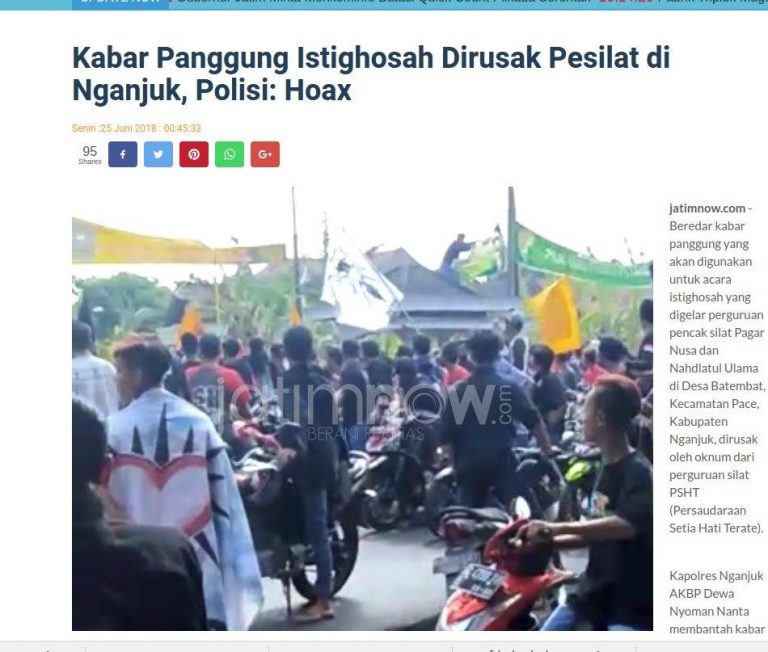 Kabar Panggung Istighosah Dirusak Pesilat di
Nganjuk, Polisi: Hoax
Senin :25 Juni 2018 : 00:45:33
95
Shares
jatimnow.com
BERANI REALITAS
jatimnow.com -
Beredar kabar
panggung yang
akan digunakan
untuk acara
istighosah yang
digelar perguruan
pencak silat Pagar
Nusa dan
Nahdlatul Ulama
di Desa Batembat,
Kecamatan Pace,
Kabupaten
Nganjuk, dirusak
oleh oknum dari
perguruan silat
PSHT
(Persaudaraan
Setia Hati Terate).
Kapolres Nganjuk
AKBP Dewa
Nyoman Nanta
membantah kabar